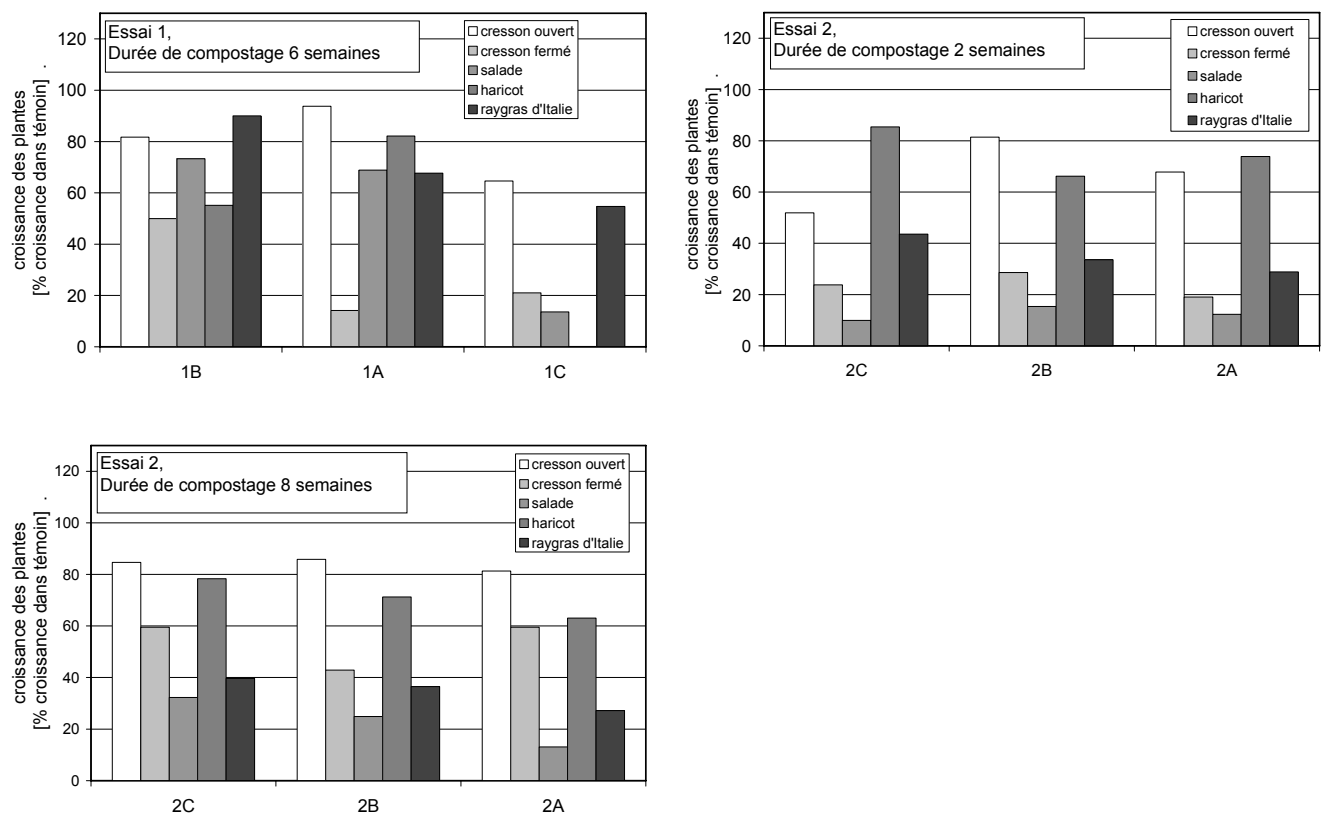 Essai 1,
Durée de compostage 6 semaines
cresson ouvert
cresson fermé
salade
haricot
raygras d'Italie
croissance des plantes
[% croissance dans témoin] .
120
100
80
60
40
20
0
1B 1A 1C
Essai 2,
Durée de compostage 2 semaines
cresson ouvert
cresson fermé
salade
haricot
raygras d'Italie
croissance des plantes
[% croissance dans témoin] .
120
100
80
60
40
20
0
2C 2B 2A
Essai 2,
Durée de compostage 8 semaines
cresson ouvert
cresson fermé
salade
haricot
raygras d'Italie
croissance des plantes
[% croissance dans témoin] .
120
100
80
60
40
20
0
2C 2B 2A